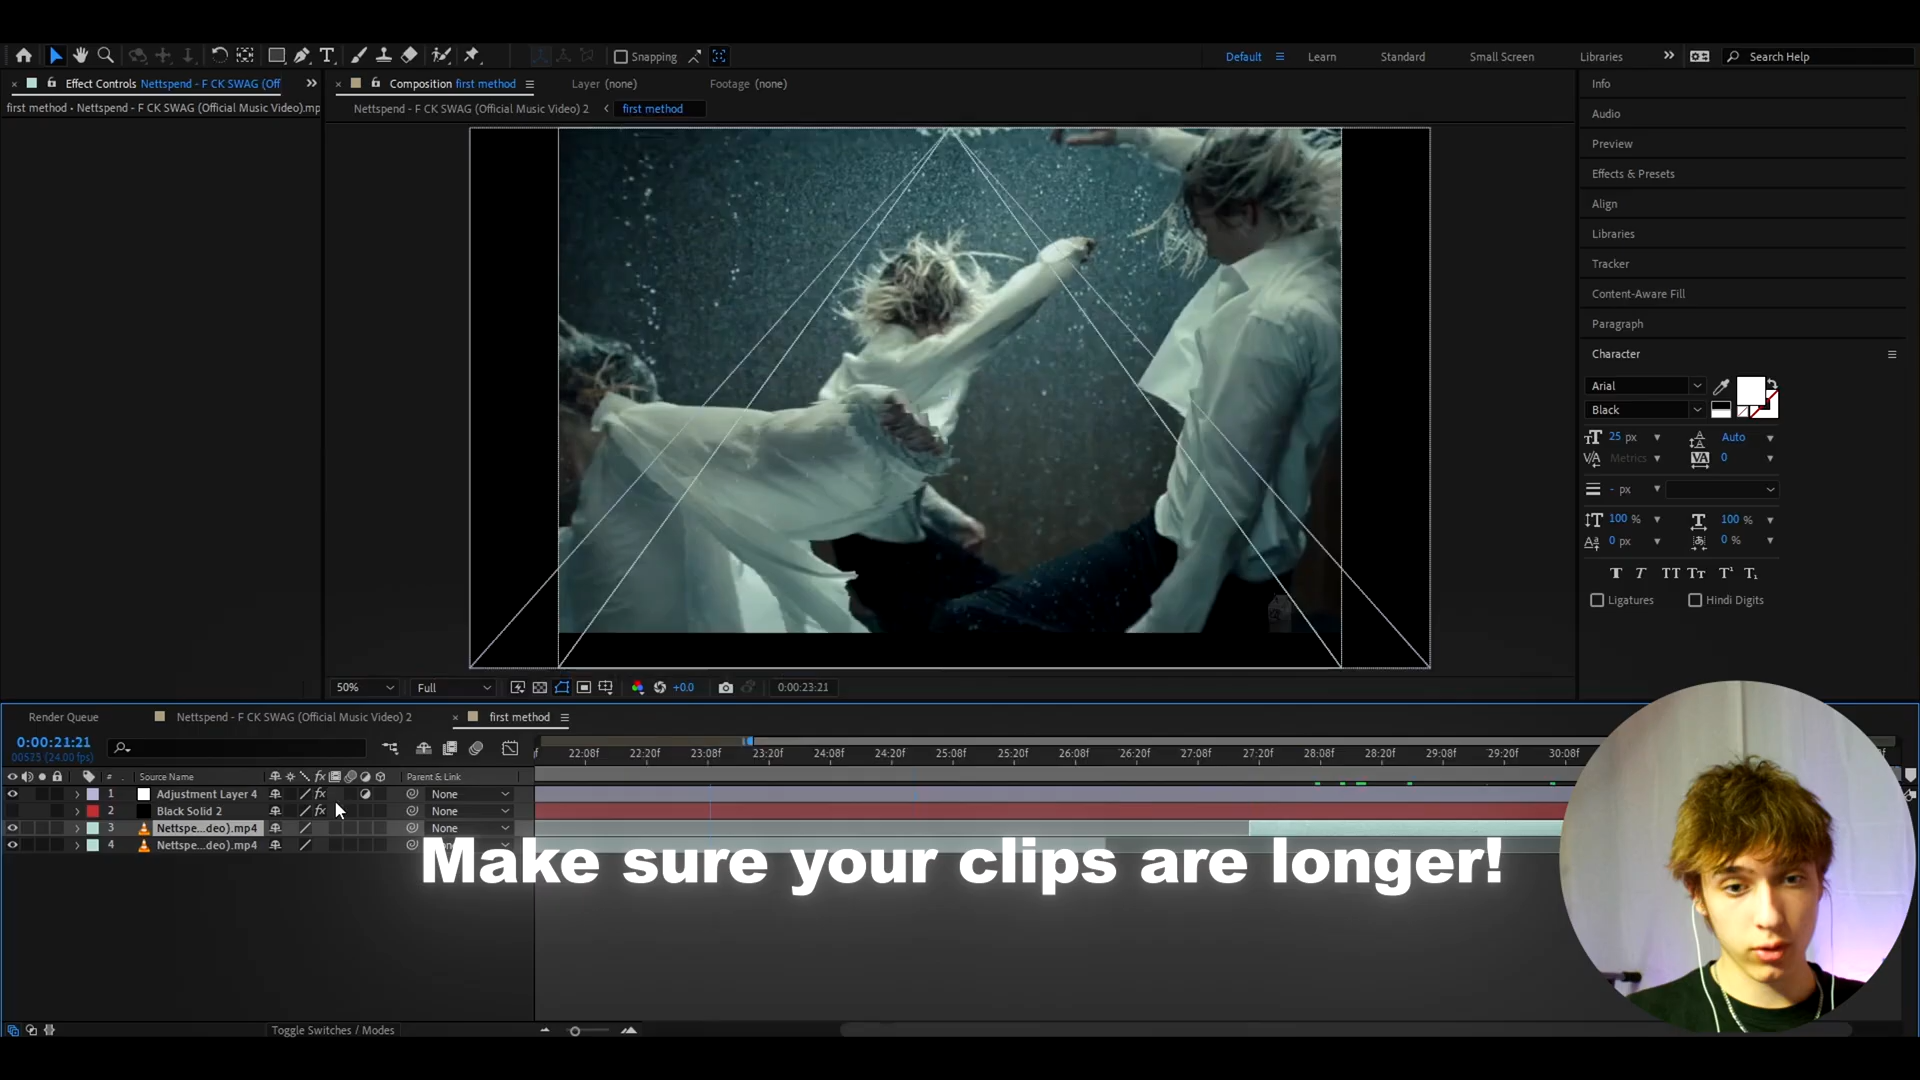 Snapping
Default
Learn
Standard
Small Screen
Libraries
Search Help
Effect Controls Nettspend - F CK SWAG (Off
Composition first method
Layer (none)
Footage (none)
Info
first method • Nettspend - F CK SWAG (Official Music Video).mp
Nettspend - F CK SWAG (Official Music Video) 2
first method
Audio
Preview
Effects & Presets
Align
Libraries
Tracker
Content-Aware Fill
Paragraph
Character
Arial
Black
25 px
Auto
Metrics
0
- px
100 %
100 %
0 px
0 %
Ligatures
Hindi Digits
50%
Full
+0.0
0:00:23:21
Render Queue
Nettspend - F CK SWAG (Official Music Video) 2
first method
0:00:21:21
00525 (24.00 fps)
22:08f 22:20f 23:08f 23:20f 24:08f 24:20f 25:08f 25:20f 26:08f 26:20f 27:08f 27:20f 28:08f 28:20f 29:08f 29:20f 30:08f
# Source Name fx Parent & Link
1 Adjustment Layer 4 fx None
2 Black Solid 2 fx None
3 Nettspe...deo).mp4 None
4 Nettspe...deo).mp4
Make sure your clips are longer!
Toggle Switches / Modes